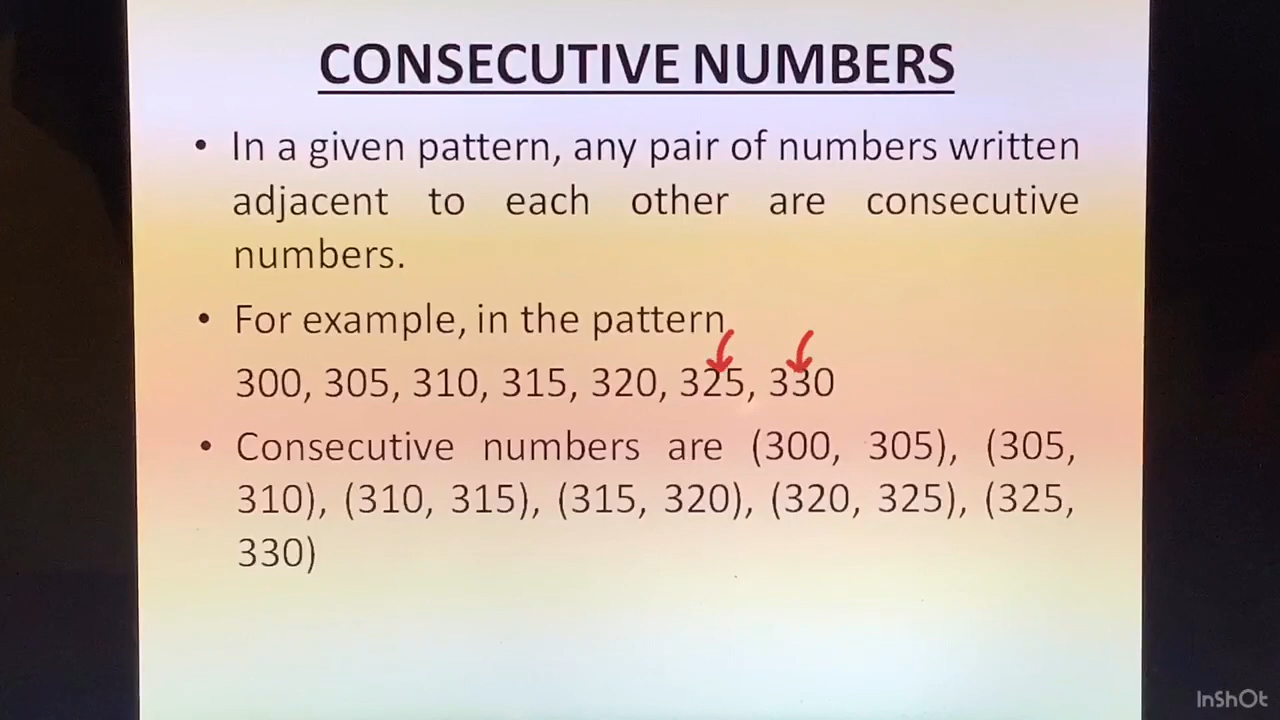 CONSECUTIVE NUMBERS
• In a given pattern, any pair of numbers written
adjacent to each other are consecutive
numbers.
• For example, in the pattern
300, 305, 310, 315, 320, 325, 330
• Consecutive numbers are (300, 305), (305,
310), (310, 315), (315, 320), (320, 325), (325,
330)
InShOt